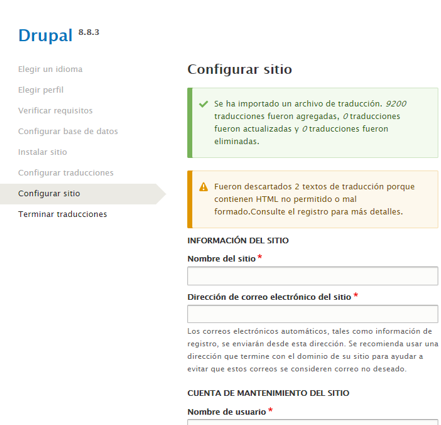 Drupal 8.8.3
Elegir un idioma
Elegir perfil
Verificar requisitos
Configurar base de datos
Instalar sitio
Configurar traducciones
Configurar sitio
Terminar traducciones
Configurar sitio
Se ha importado un archivo de traducción. 9200
traducciones fueron agregadas, 0 traducciones
fueron actualizadas y 0 traducciones fueron
eliminadas.
Fueron descartados 2 textos de traducción porque
contienen HTML no permitido o mal
formado.Consulte el registro para más detalles.
INFORMACIÓN DEL SITIO
Nombre del sitio *
Dirección de correo electrónico del sitio *
Los correos electrónicos automáticos, tales como información de
registro, se enviarán desde esta dirección. Se recomienda usar una
dirección que termine con el dominio de su sitio para ayudar a
evitar que estos correos se consideren correo no deseado.
CUENTA DE MANTENIMIENTO DEL SITIO
Nombre de usuario *